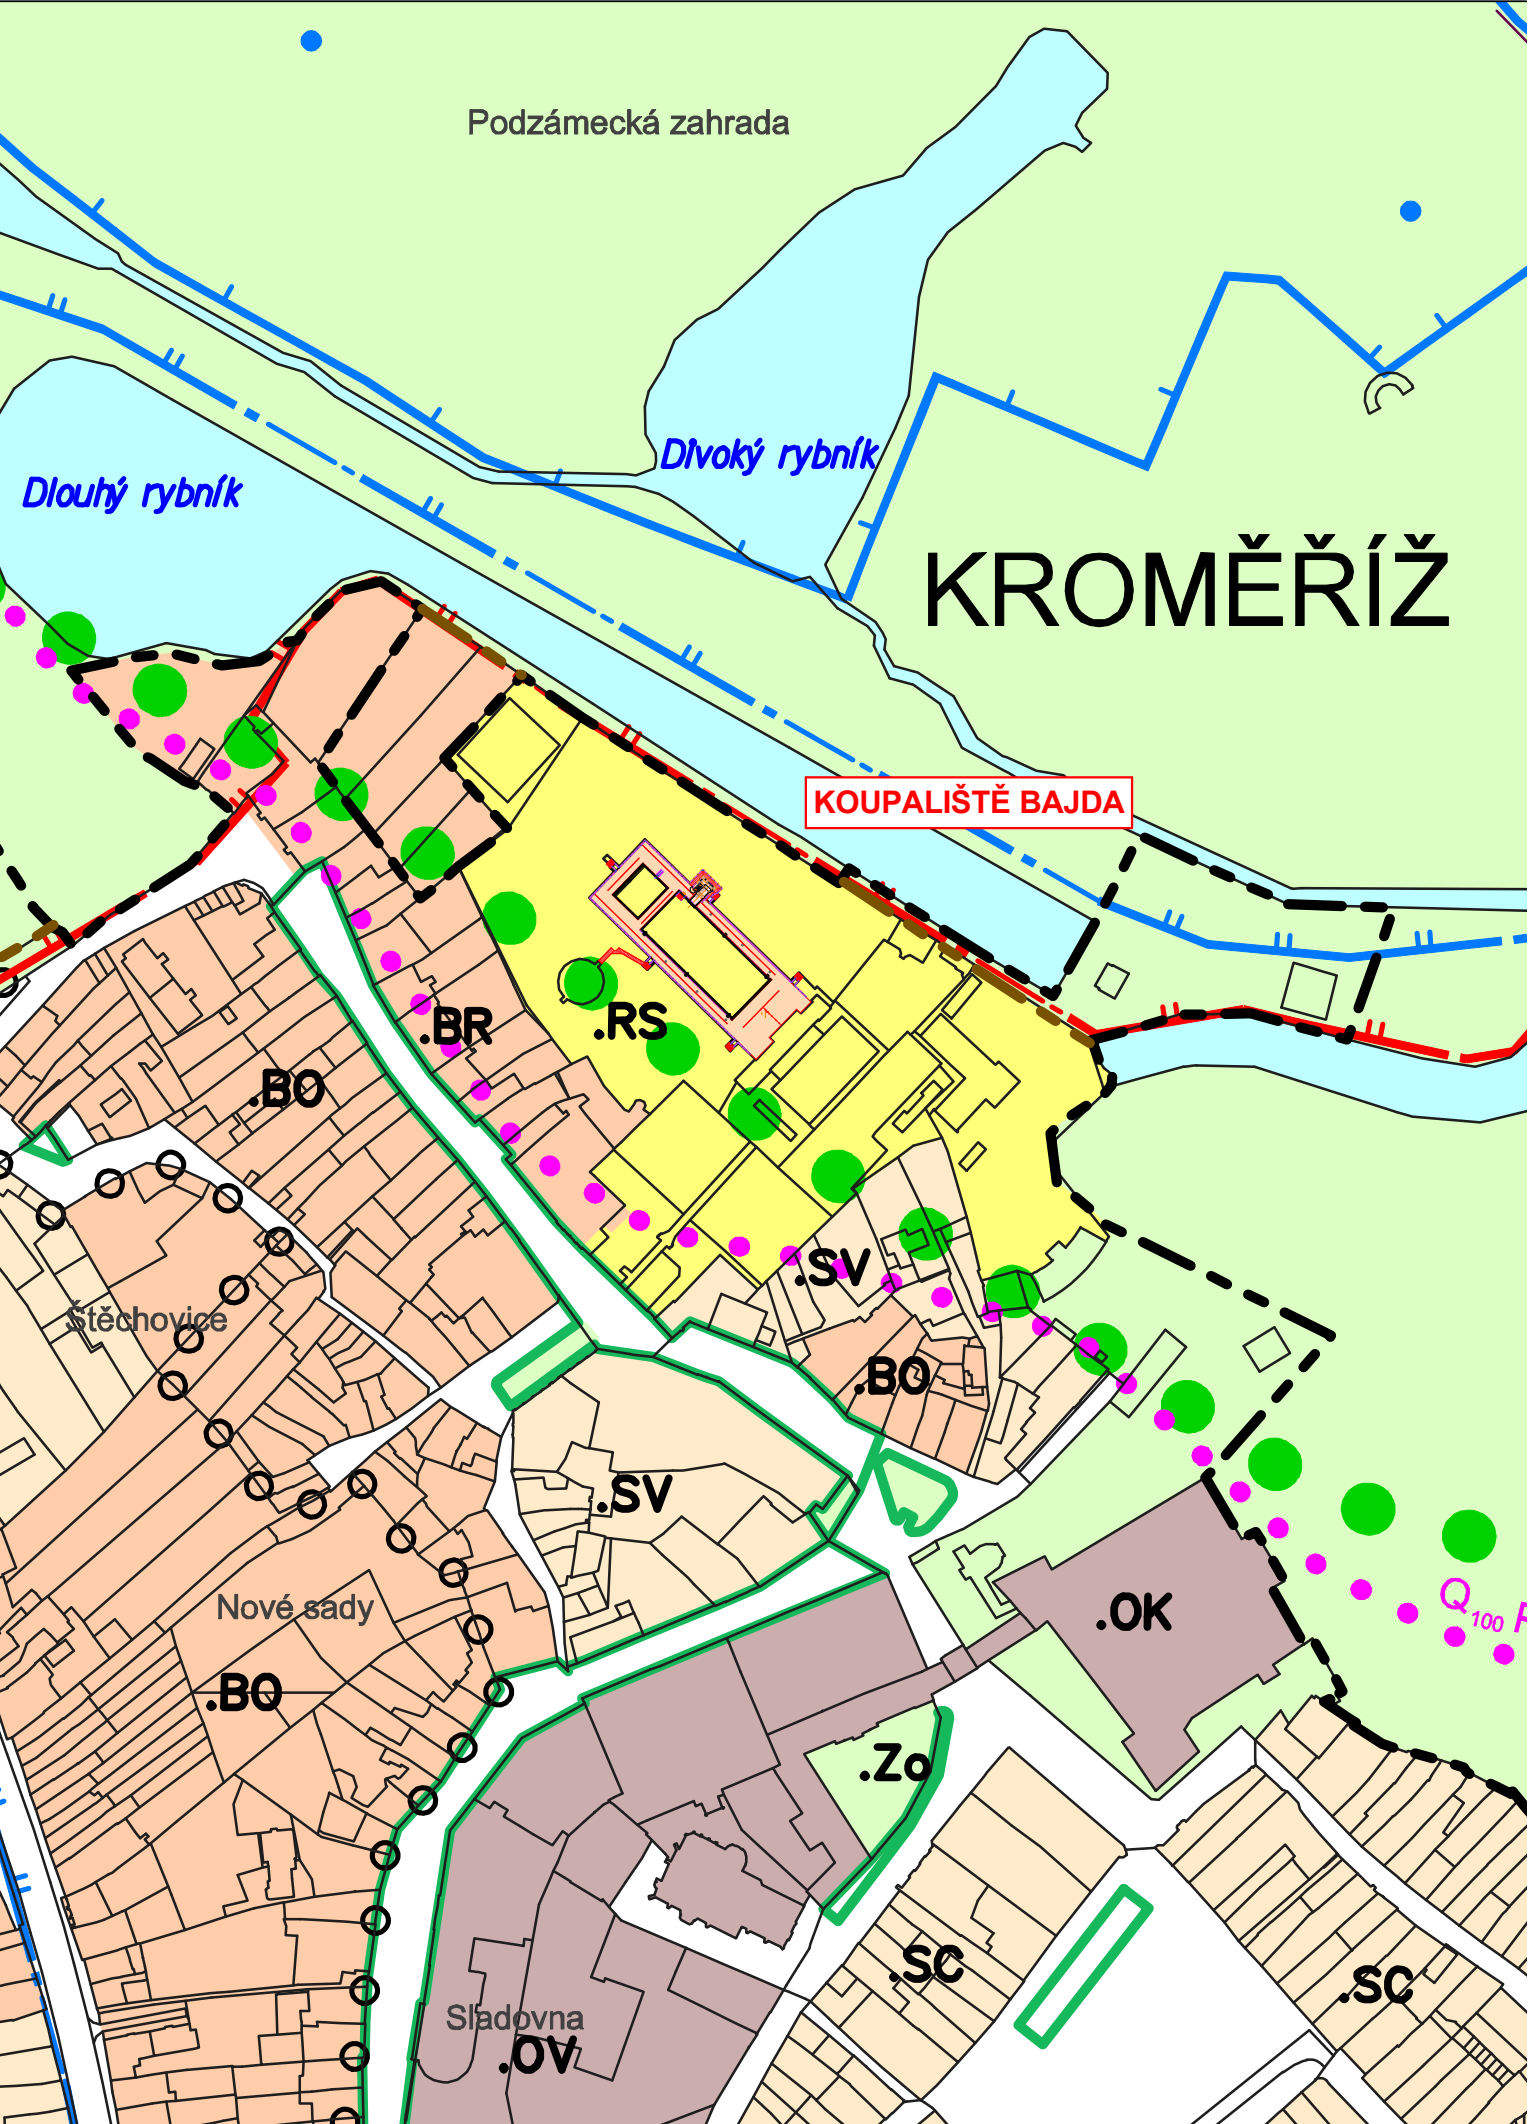 Podzámecká zahrada
Divoký rybník
Dlouhý rybník
KROMĚŘÍŽ
KOUPALIŠTĚ BAJDA
.BR
.RS
.BO
.SV
Štěchovice
.BO
.SV
Nové sady
.OK
Q100
.BO
.Zo
.SC
.SC
Sladovna
.OV